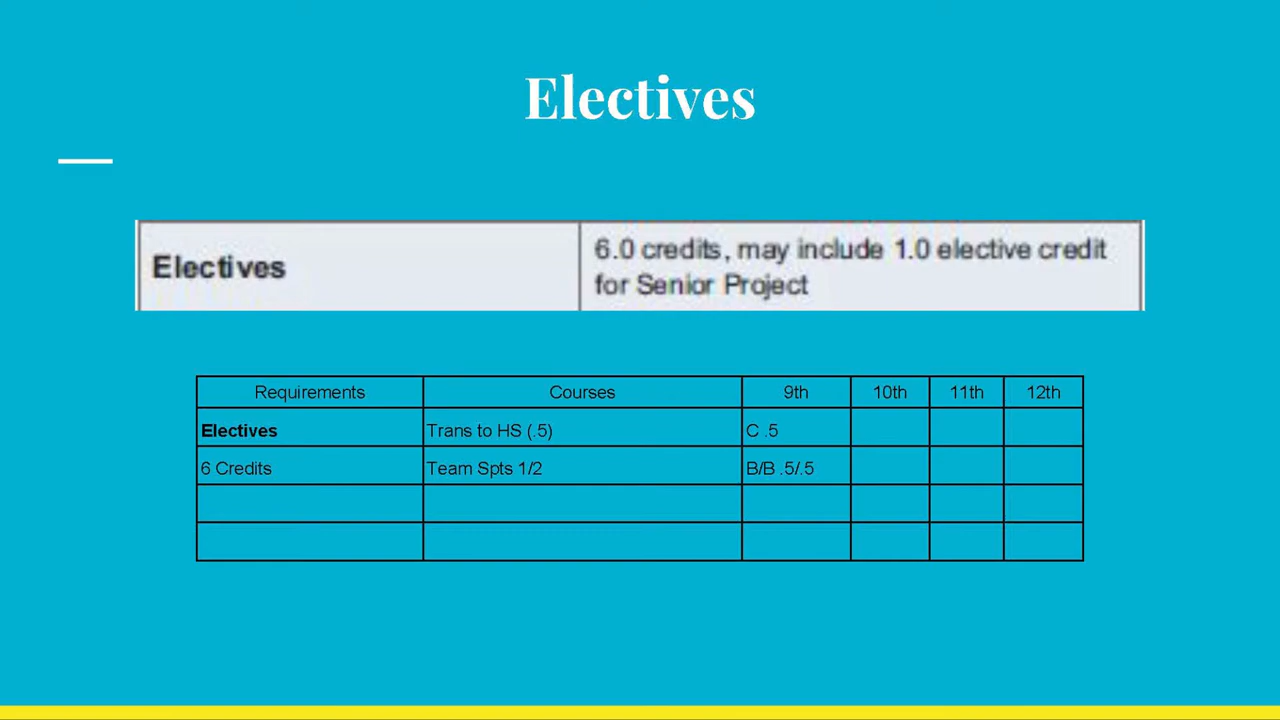 Electives
Electives
6.0 credits, may include 1.0 elective credit
for Senior Project
Requirements Courses 9th 10th 11th 12th
Electives Trans to HS (.5) C .5
6 Credits Team Spts 1/2 B/B .5/.5